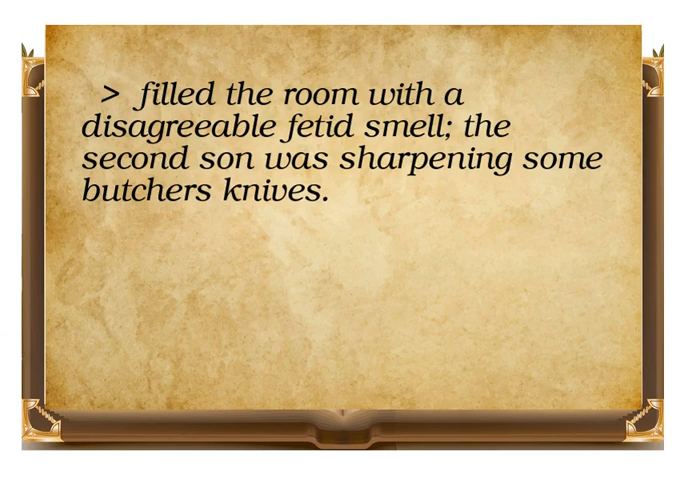 > filled the room with a
disagreeable fetid smell; the
second son was sharpening some
butchers knives.